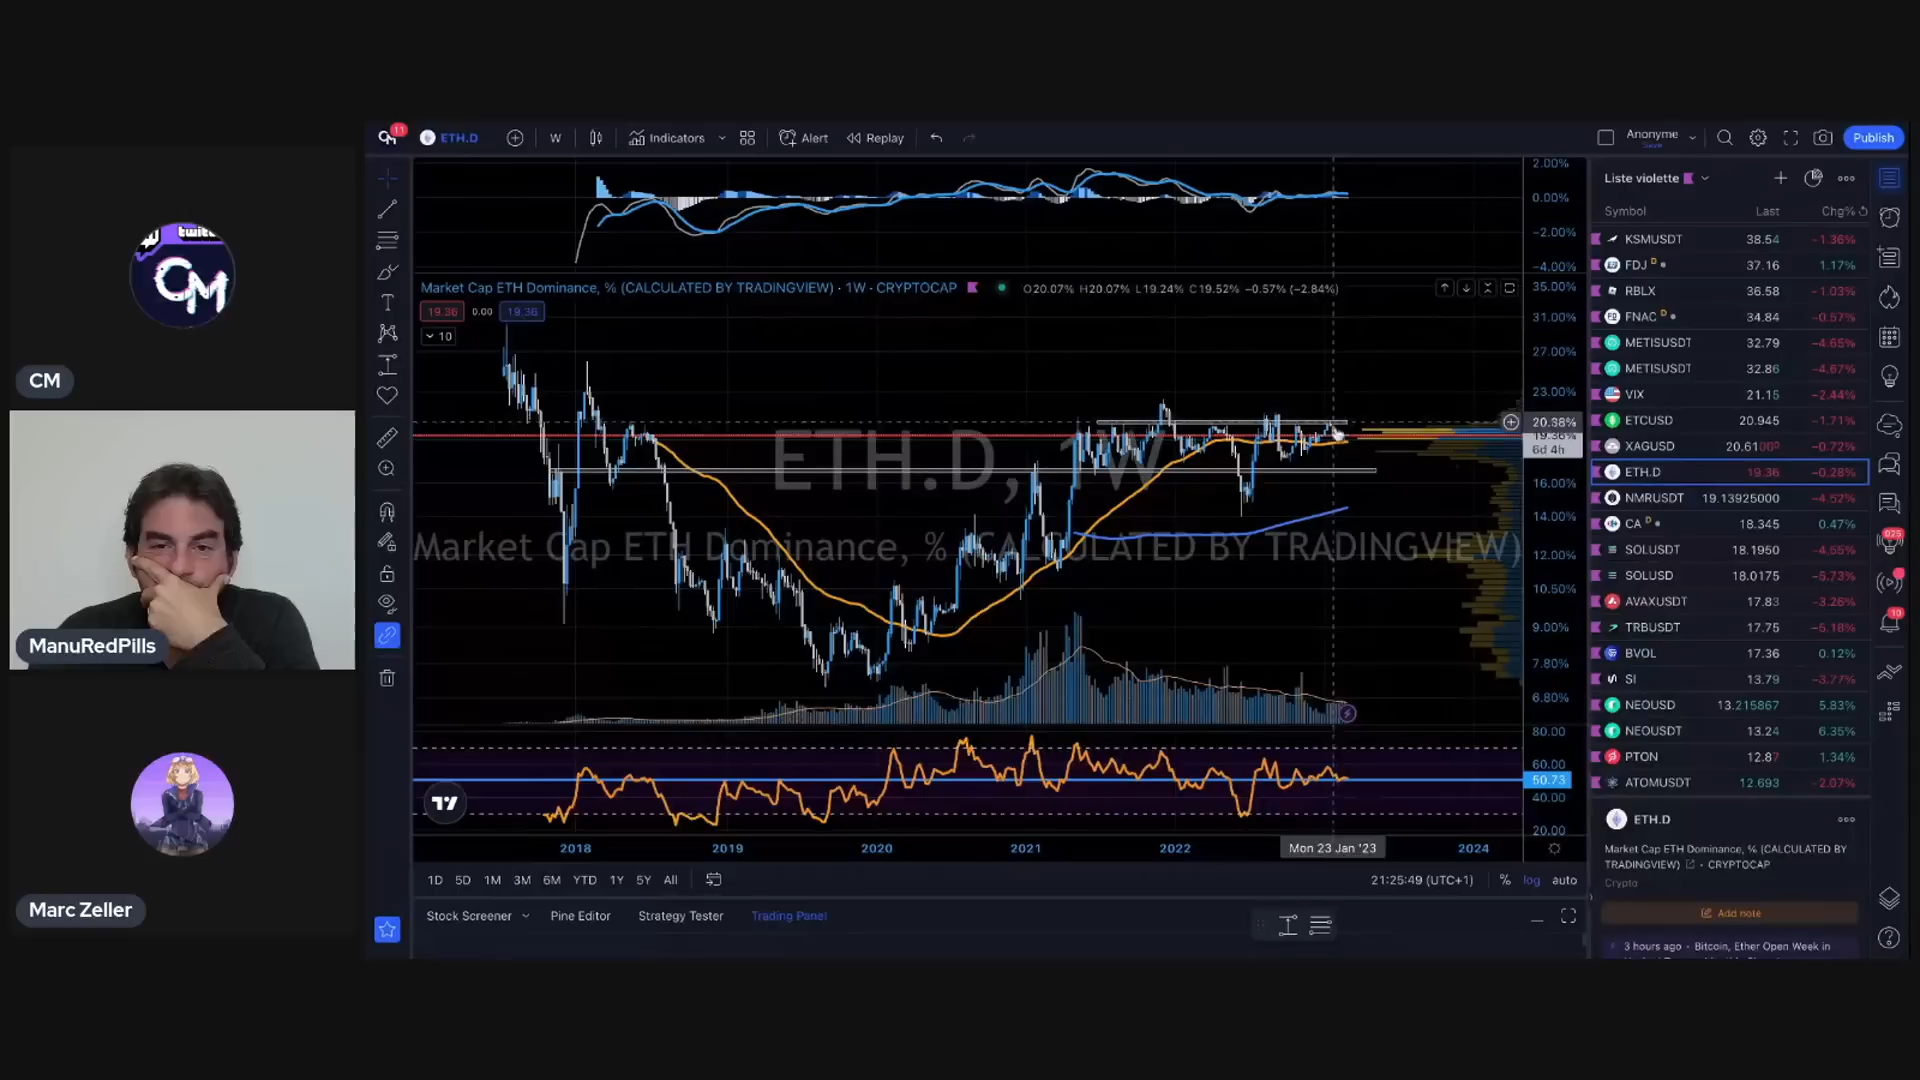 twitc
CM
CM
ManuRedPills
Marc Zeller
11
ETH.D
W
Indicators
Alert
Replay
Anonyme
Save
Publish
Market Cap ETH Dominance, % (CALCULATED BY TRADINGVIEW) · 1W · CRYPTOCAP
O20.07% H20.07% L19.24% C19.52% −0.57% (−2.84%)
19.36 0.00 19.36
10
ETH.D, 1W
Market Cap ETH Dominance, % (CALCULATED BY TRADINGVIEW)
2.00%
0.00%
−2.00%
−4.00%
35.00%
31.00%
27.00%
23.00%
20.38%
19.36%
6d 4h
16.00%
14.00%
12.00%
10.50%
9.00%
7.80%
6.80%
80.00
60.00
50.73
40.00
20.00
2018 2019 2020 2021 2022 Mon 23 Jan '23 2024
1D 5D 1M 3M 6M YTD 1Y 5Y All
21:25:49 (UTC+1) % log auto
Stock Screener Pine Editor Strategy Tester Trading Panel
Liste violette
Symbol Last Chg%
KSMUSDT 38.54 −1.36%
FDJ D 37.16 1.17%
RBLX 36.58 −1.03%
FNAC D 34.84 −0.57%
METISUSDT 32.79 −4.65%
METISUSDT 32.86 −4.67%
VIX 21.15 −2.44%
ETCUSD 20.945 −1.71%
XAGUSD 20.6100 −0.72%
ETH.D 19.36 −0.28%
NMRUSDT 19.13925000 −4.52%
CA D 18.345 0.47%
SOLUSDT 18.1950 −4.55%
SOLUSD 18.0175 −5.73%
AVAXUSDT 17.83 −3.26%
TRBUSDT 17.75 −5.18%
BVOL 17.36 0.12%
SI 13.79 −3.77%
NEOUSD 13.215867 5.83%
NEOUSDT 13.24 6.35%
PTON 12.87 1.34%
ATOMUSDT 12.693 −2.07%
ETH.D
Market Cap ETH Dominance, % (CALCULATED BY
TRADINGVIEW) · CRYPTOCAP
Crypto
Add note
3 hours ago · Bitcoin, Ether Open Week in
025
10